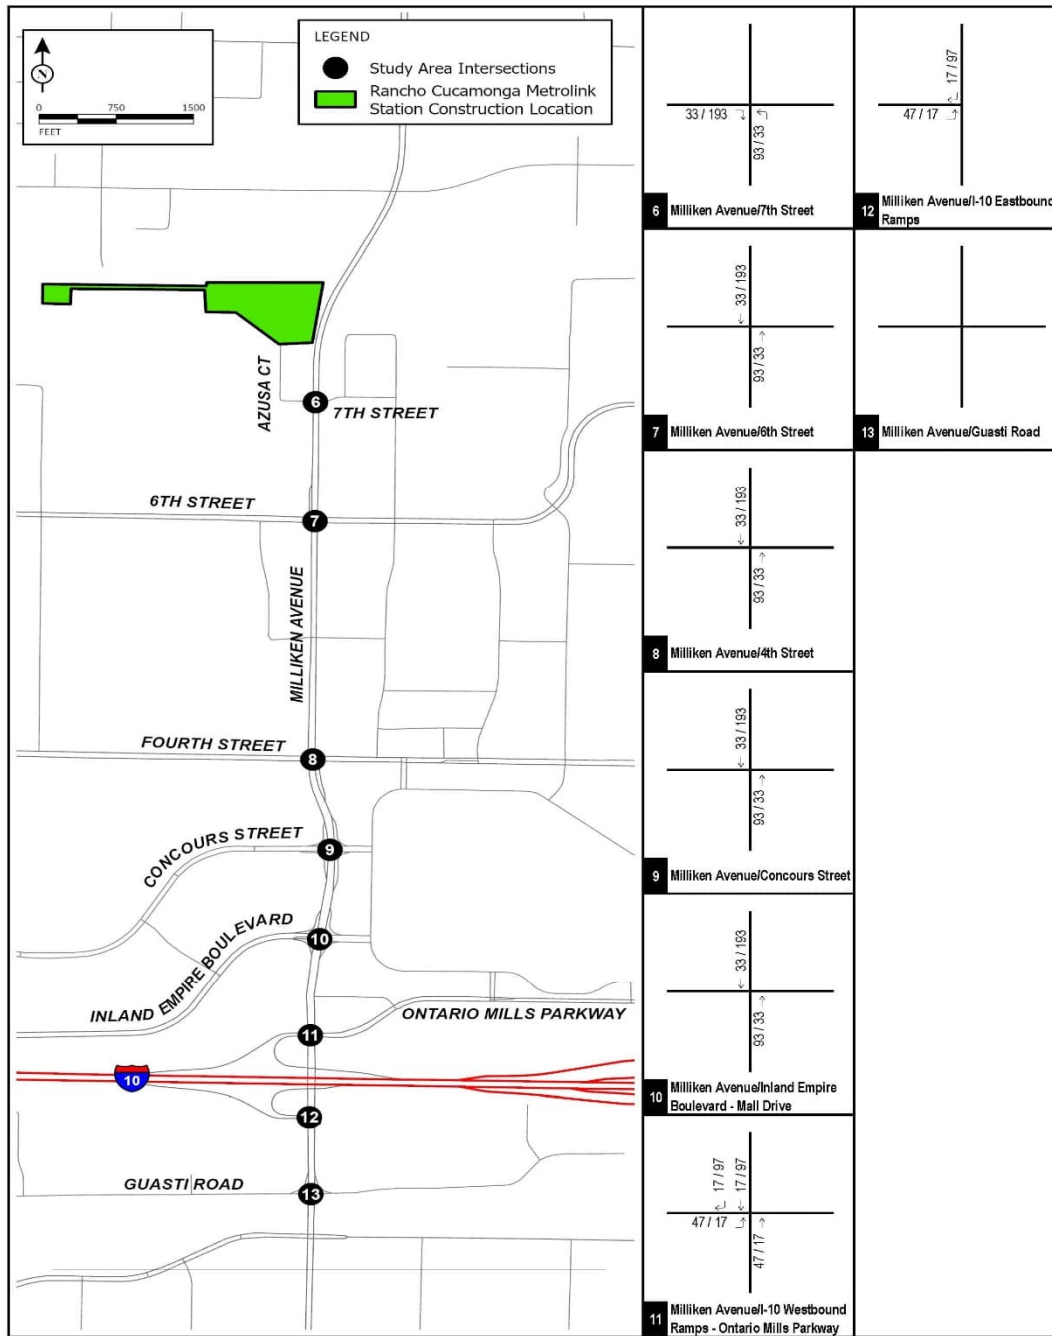 N
0 750 1500
FEET
LEGEND
Study Area Intersections
Rancho Cucamonga Metrolink
Station Construction Location
AZUSA CT
6
7TH STREET
6TH STREET
7
MILLIKEN AVENUE
FOURTH STREET
8
CONCOURS STREET
9
INLAND EMPIRE BOULEVARD
10
11
ONTARIO MILLS PARKWAY
10
12
GUASTI ROAD
13
33 / 193
93 / 33
6 Milliken Avenue/7th Street
17 / 97
47 / 17
12 Milliken Avenue/I-10 Eastbound
Ramps
33 / 193
93 / 33
7 Milliken Avenue/6th Street
13 Milliken Avenue/Guasti Road
33 / 193
93 / 33
8 Milliken Avenue/4th Street
33 / 193
93 / 33
9 Milliken Avenue/Concours Street
33 / 193
93 / 33
10 Milliken Avenue/Inland Empire
Boulevard - Mall Drive
17 / 97
17 / 97
47 / 17
47 / 17
11 Milliken Avenue/I-10 Westbound
Ramps - Ontario Mills Parkway